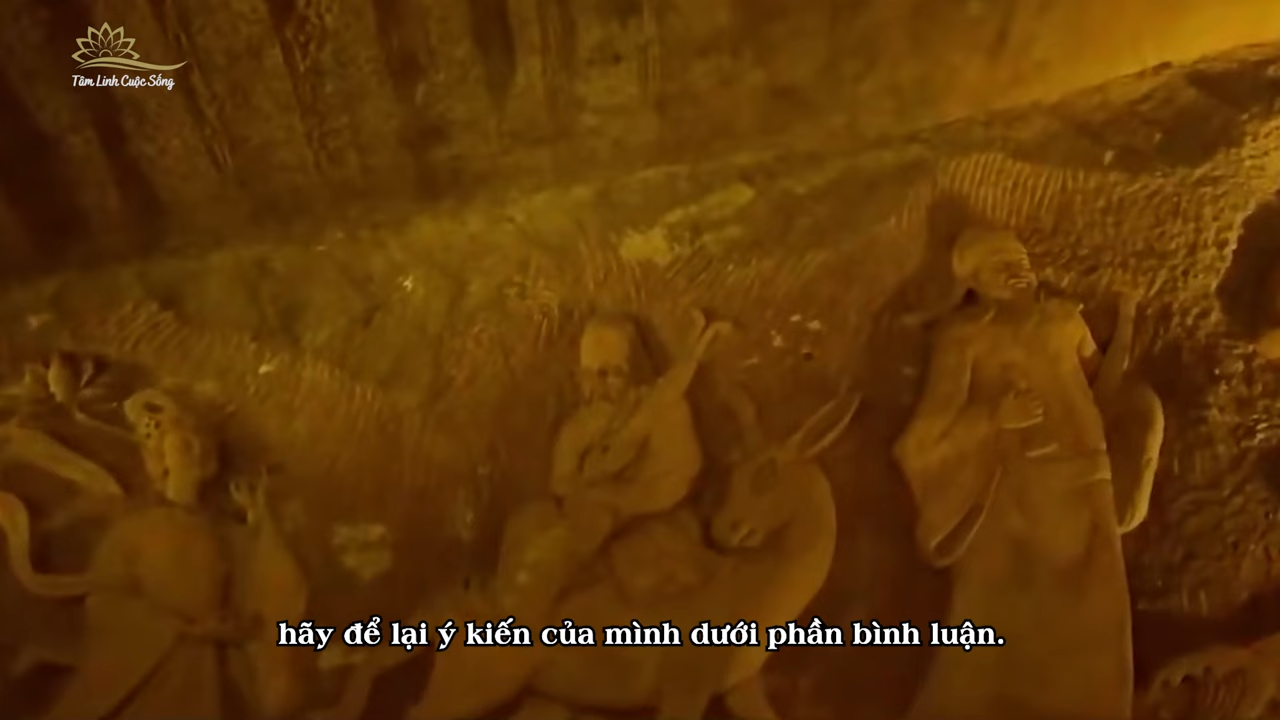 Tâm Linh Cuộc Sống
hãy để lại ý kiến của mình dưới phần bình luận.